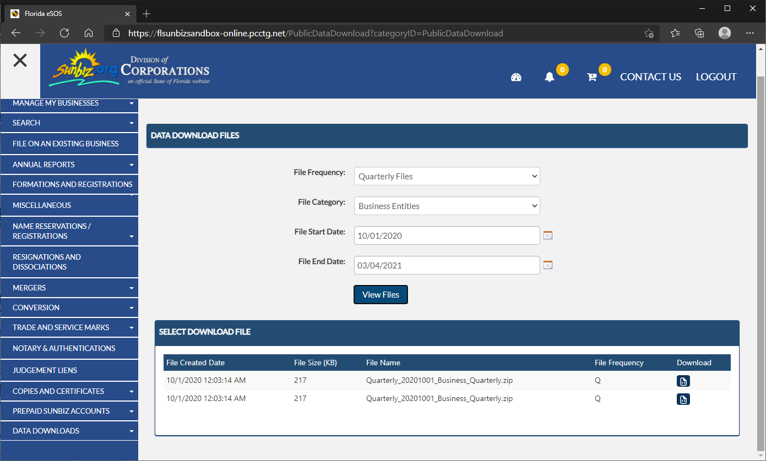 Florida eSOS
https://flsunbizsandbox-online.pcctg.net/PublicDataDownload?categoryID=PublicDataDownload
Sunbiz.org
DIVISION OF
CORPORATIONS
an official State of Florida website
0
0
CONTACT US
LOGOUT
MANAGE MY BUSINESSES
SEARCH
FILE ON AN EXISTING BUSINESS
ANNUAL REPORTS
FORMATIONS AND REGISTRATIONS
MISCELLANEOUS
NAME RESERVATIONS /
REGISTRATIONS
RESIGNATIONS AND
DISSOCIATIONS
MERGERS
CONVERSION
TRADE AND SERVICE MARKS
NOTARY & AUTHENTICATIONS
JUDGEMENT LIENS
COPIES AND CERTIFICATES
PREPAID SUNBIZ ACCOUNTS
DATA DOWNLOADS
DATA DOWNLOAD FILES
File Frequency: Quarterly Files
File Category: Business Entities
File Start Date: 10/01/2020
File End Date: 03/04/2021
View Files
SELECT DOWNLOAD FILE
File Created Date File Size (KB) File Name File Frequency Download
10/1/2020 12:03:14 AM 217 Quarterly_20201001_Business_Quarterly.zip Q
10/1/2020 12:03:14 AM 217 Quarterly_20201001_Business_Quarterly.zip Q